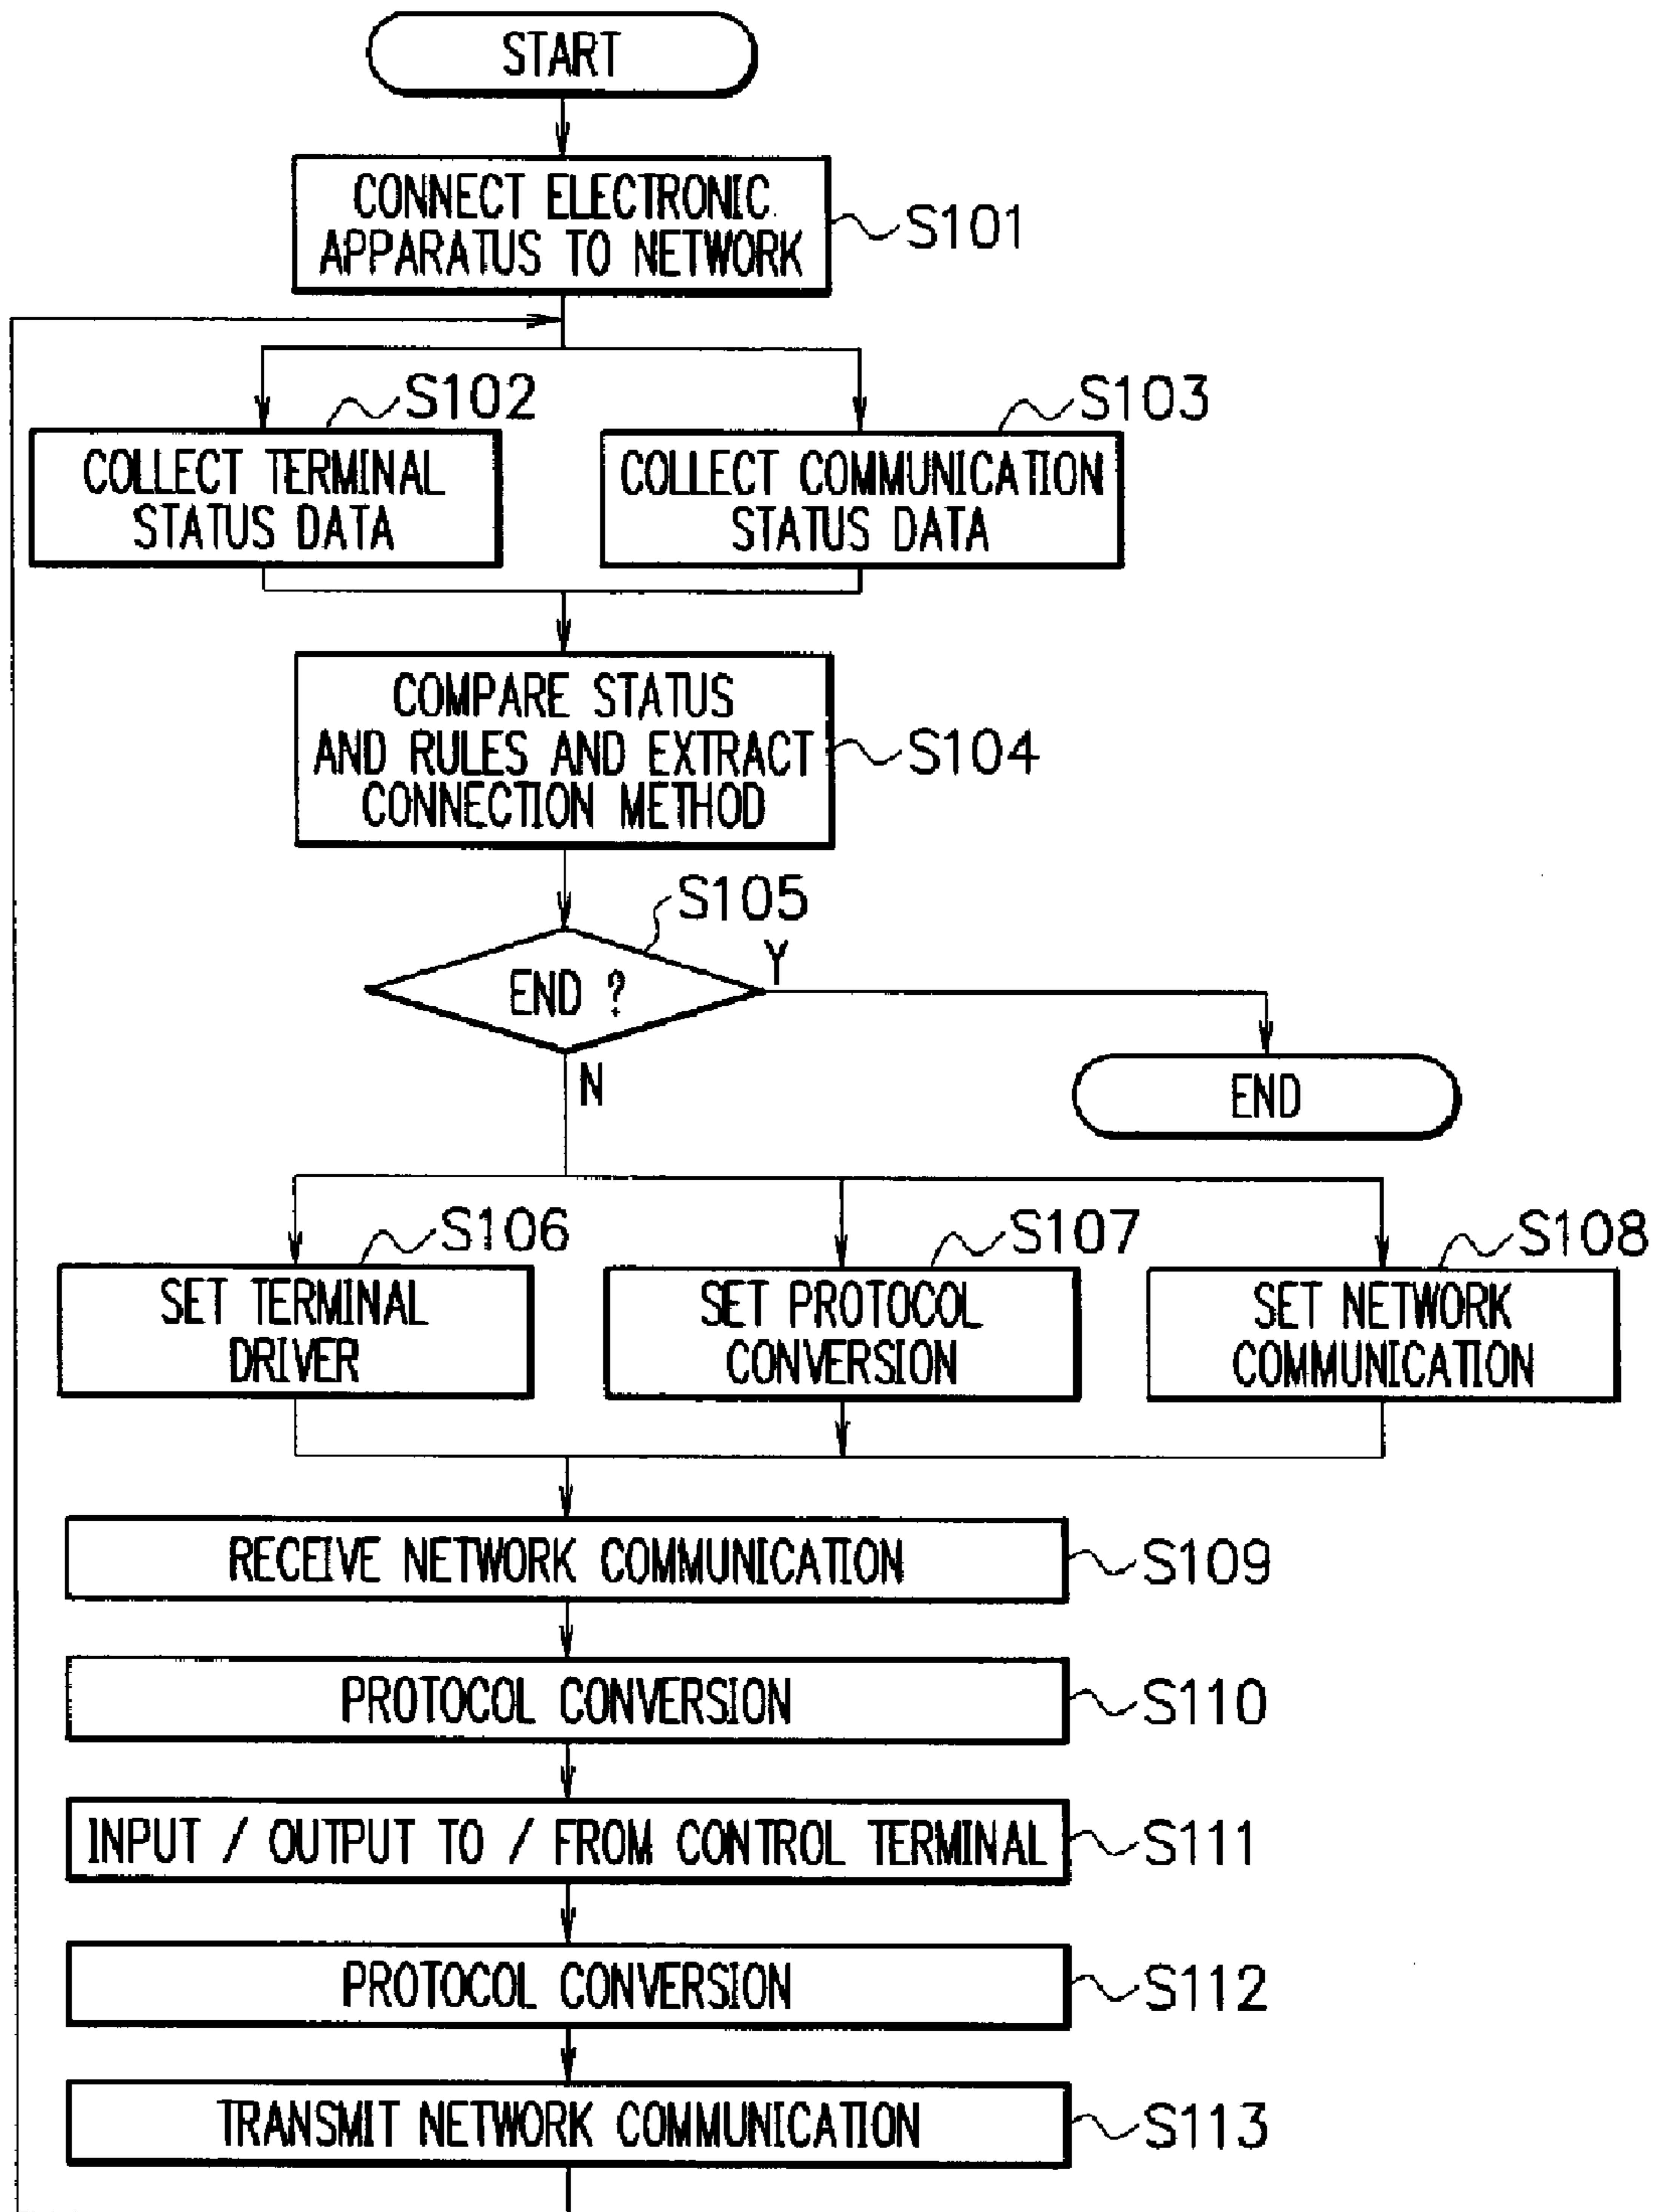 START
CONNECT ELECTRONIC
APPARATUS TO NETWORK
S101
S102
S103
COLLECT TERMINAL
STATUS DATA
COLLECT COMMUNICATION
STATUS DATA
COMPARE STATUS
AND RULES AND EXTRACT
CONNECTION METHOD
S104
S105
END ?
Y
N
END
S106
S107
S108
SET TERMINAL
DRIVER
SET PROTOCOL
CONVERSION
SET NETWORK
COMMUNICATION
RECEIVE NETWORK COMMUNICATION
S109
PROTOCOL CONVERSION
S110
INPUT / OUTPUT TO / FROM CONTROL TERMINAL
S111
PROTOCOL CONVERSION
S112
TRANSMIT NETWORK COMMUNICATION
S113